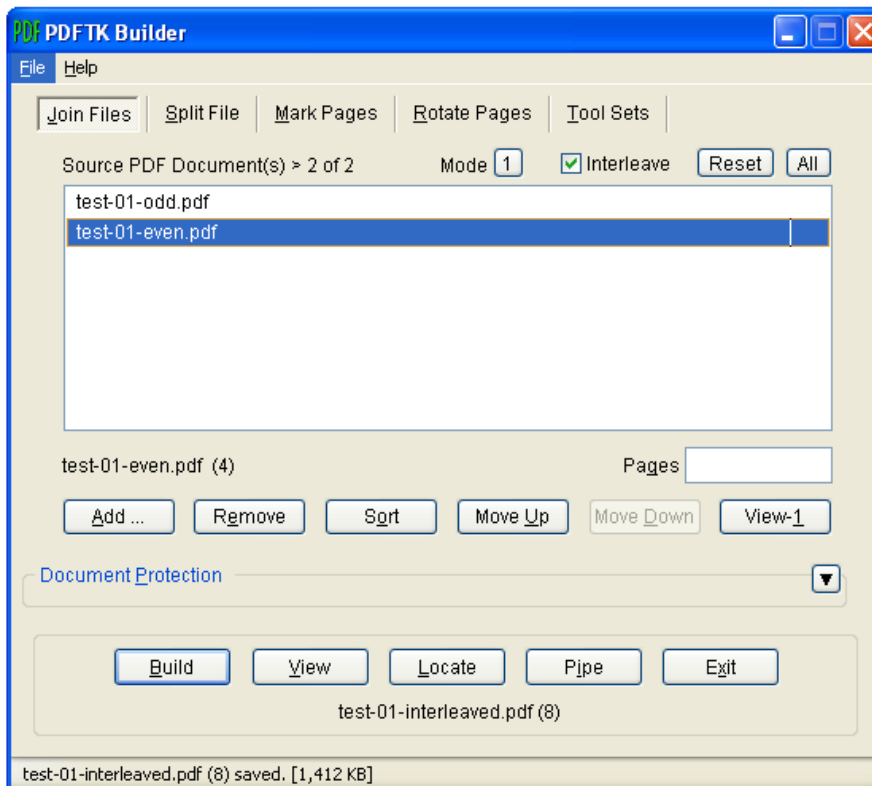 PDF PDFTK Builder
File Help
Join Files Split File Mark Pages Rotate Pages Tool Sets
Source PDF Document(s) > 2 of 2 Mode 1 Interleave Reset All
test-01-odd.pdf
test-01-even.pdf
test-01-even.pdf (4) Pages
Add ... Remove Sort Move Up Move Down View-1
Document Protection
Build View Locate Pipe Exit
test-01-interleaved.pdf (8)
test-01-interleaved.pdf (8) saved. [1,412 KB]